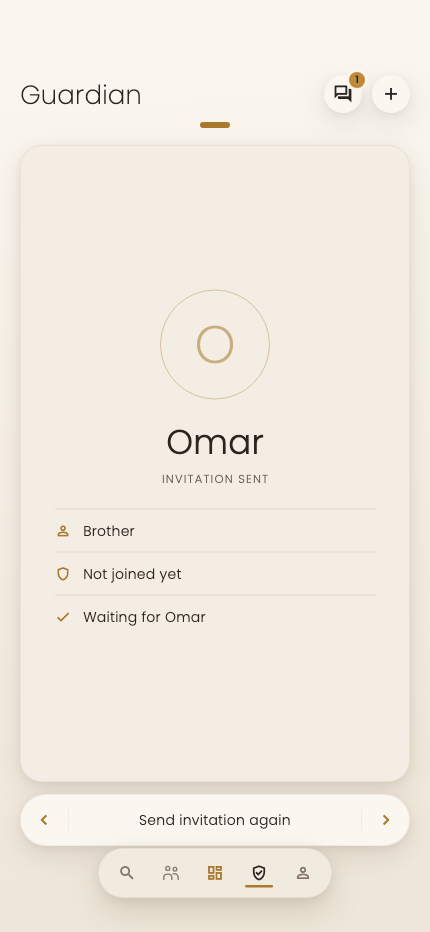 Guardian
1
O
Omar
INVITATION SENT
Brother
Not joined yet
Waiting for Omar
Send invitation again